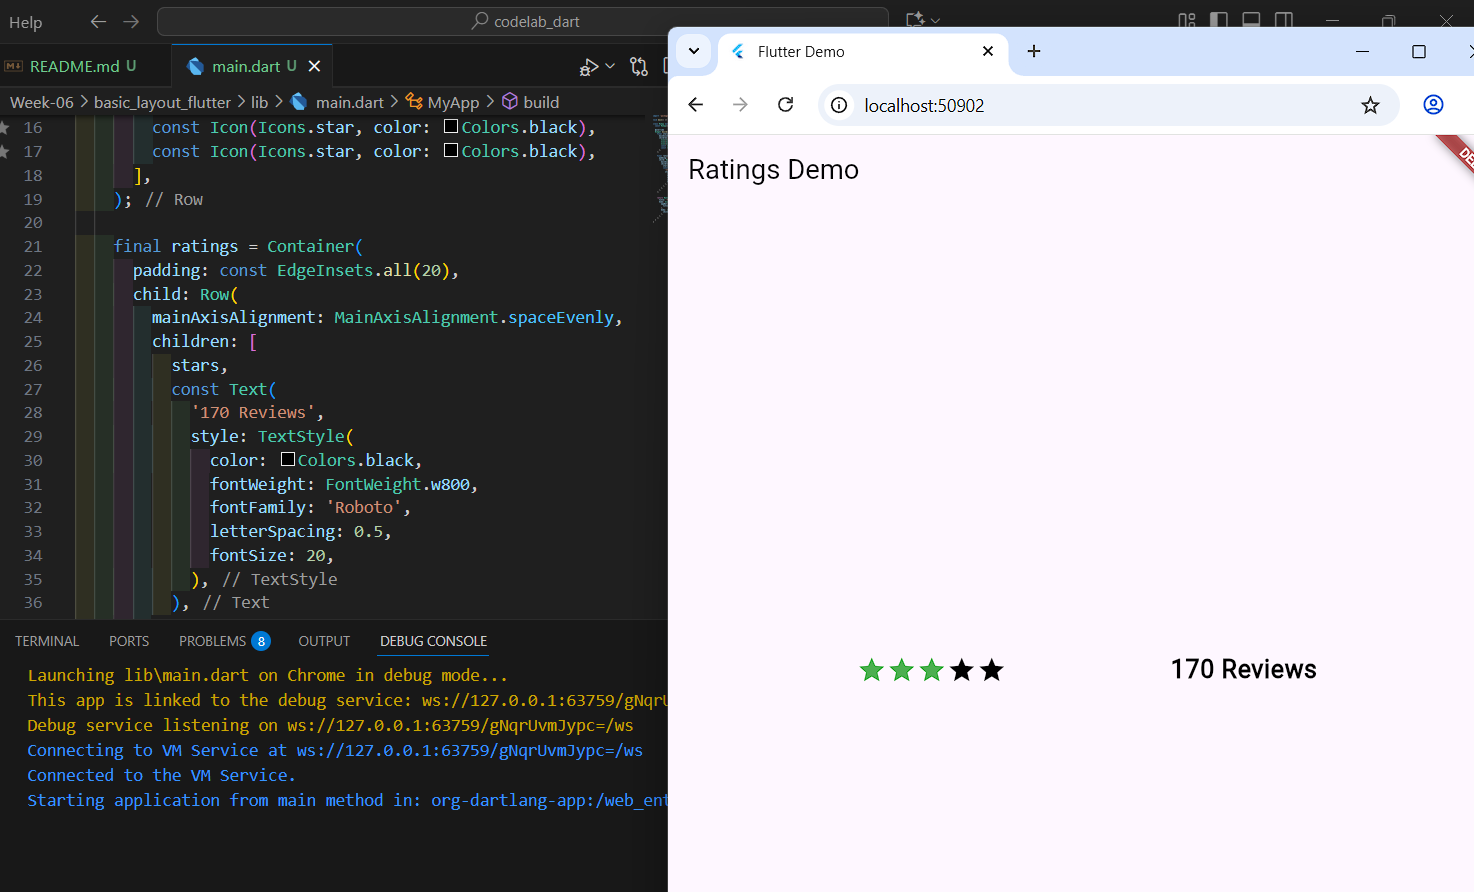 Help
codelab_dart
README.md U
main.dart U
Week-06 > basic_layout_flutter > lib > main.dart > MyApp > build
16 const Icon(Icons.star, color: Colors.black),
17 const Icon(Icons.star, color: Colors.black),
18 ],
19 ); // Row
20
21 final ratings = Container(
22 padding: const EdgeInsets.all(20),
23 child: Row(
24 mainAxisAlignment: MainAxisAlignment.spaceEvenly,
25 children: [
26 stars,
27 const Text(
28 '170 Reviews',
29 style: TextStyle(
30 color: Colors.black,
31 fontWeight: FontWeight.w800,
32 fontFamily: 'Roboto',
33 letterSpacing: 0.5,
34 fontSize: 20,
35 ), // TextStyle
36 ), // Text
TERMINAL PORTS PROBLEMS 8 OUTPUT DEBUG CONSOLE
Launching lib\main.dart on Chrome in debug mode...
This app is linked to the debug service: ws://127.0.0.1:63759/gNqrU
Debug service listening on ws://127.0.0.1:63759/gNqrUvmJypc=/ws
Connecting to VM Service at ws://127.0.0.1:63759/gNqrUvmJypc=/ws
Connected to the VM Service.
Starting application from main method in: org-dartlang-app:/web_ent
Flutter Demo
localhost:50902
Ratings Demo
170 Reviews